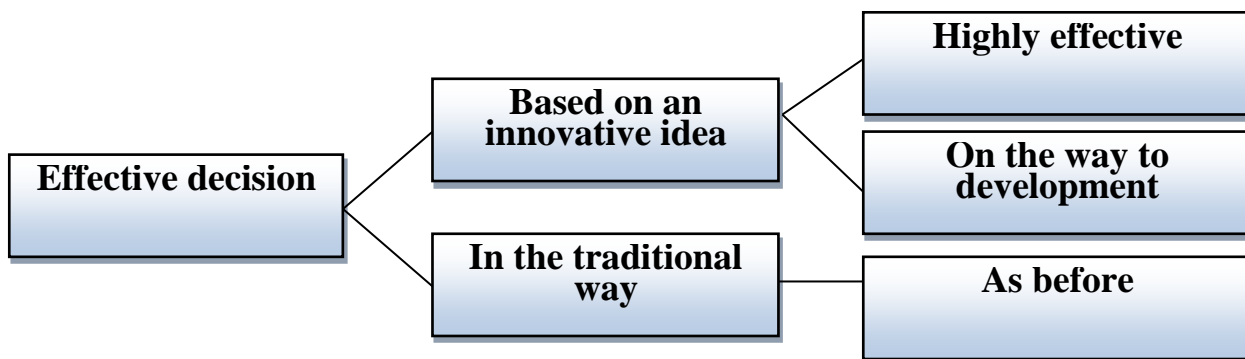 Highly effective
Based on an
innovative idea
On the way to
development
Effective decision
In the traditional
way
As before